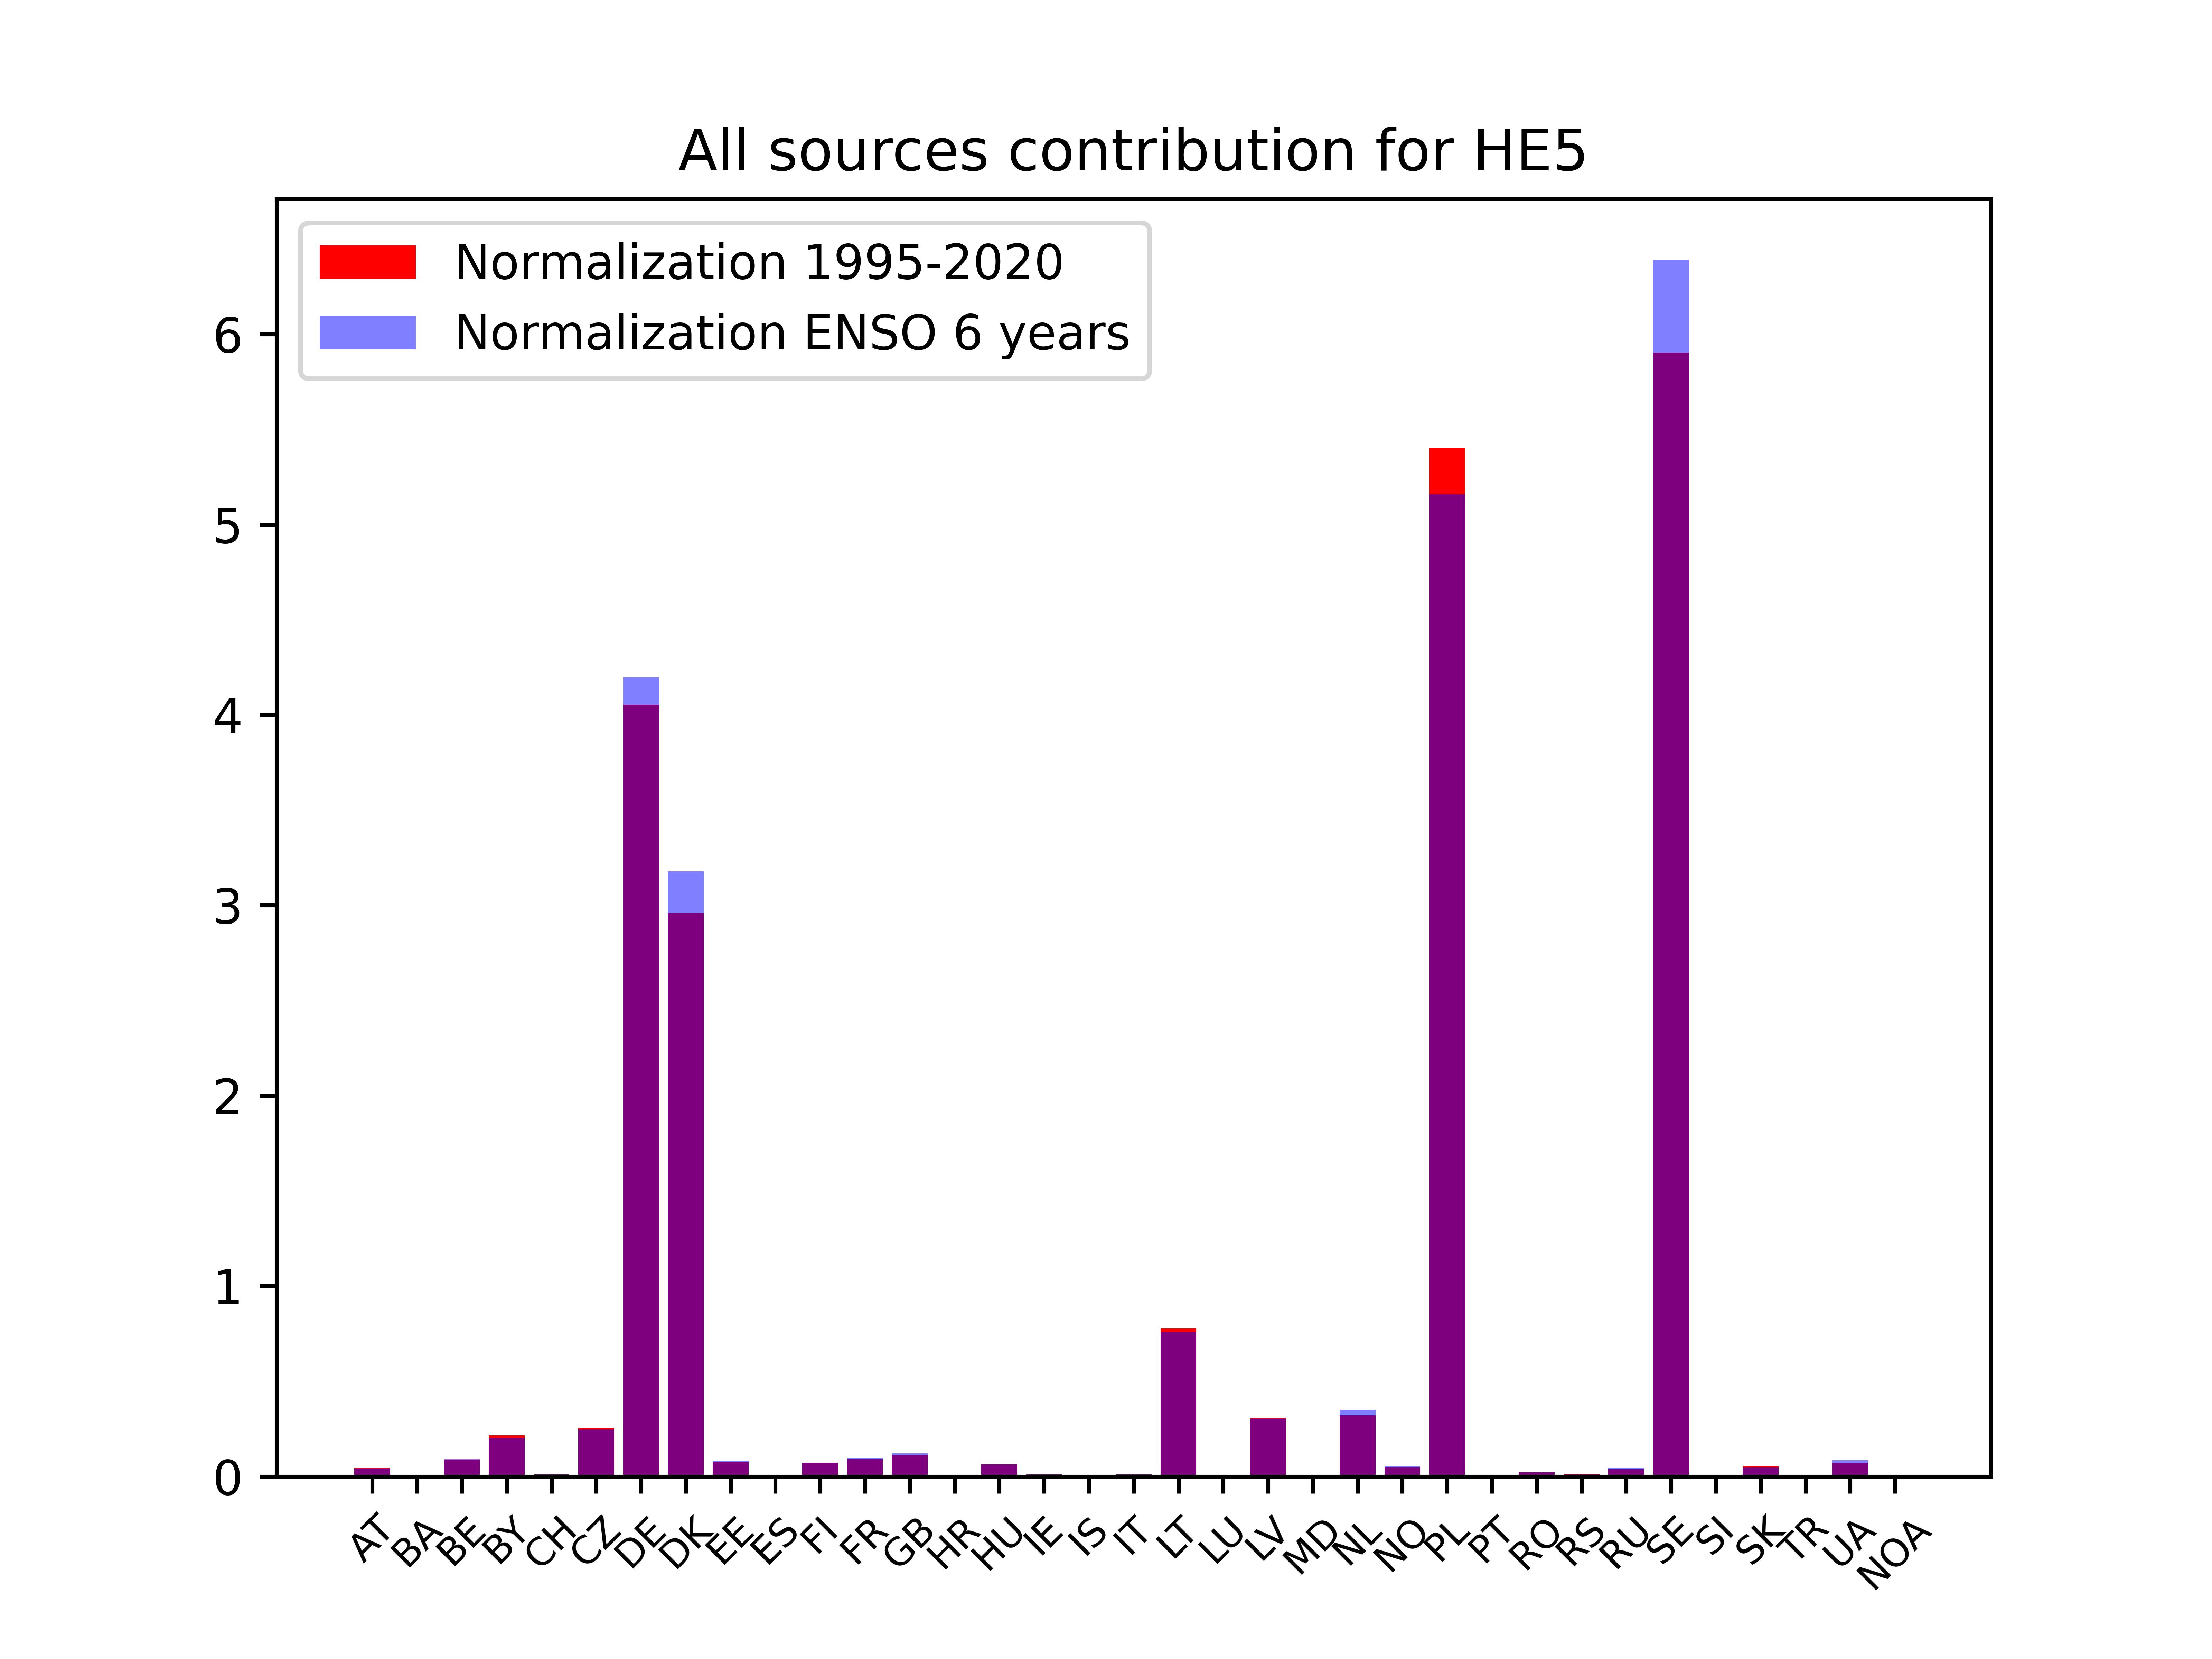 All sources contribution for HE5
Normalization 1995-2020
Normalization ENSO 6 years
6
5
4
3
2
1
0
AT BA BE BY CH CZ DE DK EE ES FI FR GB HR HU IE IS IT LT LU LV MD NL NO PL PT RO RS RU SE SI SK TR UA NOA